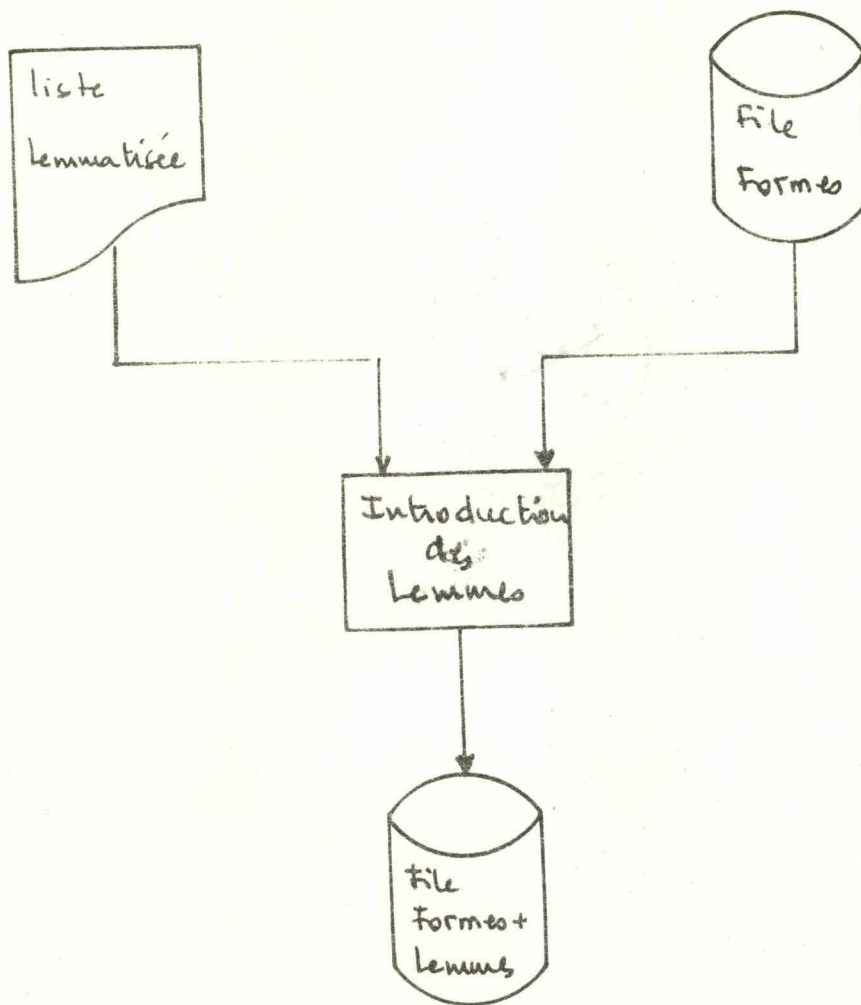 liste
Lemmatisée
File
Formes
Introduction
des
Lemmes
File
Formes+
Lemmes